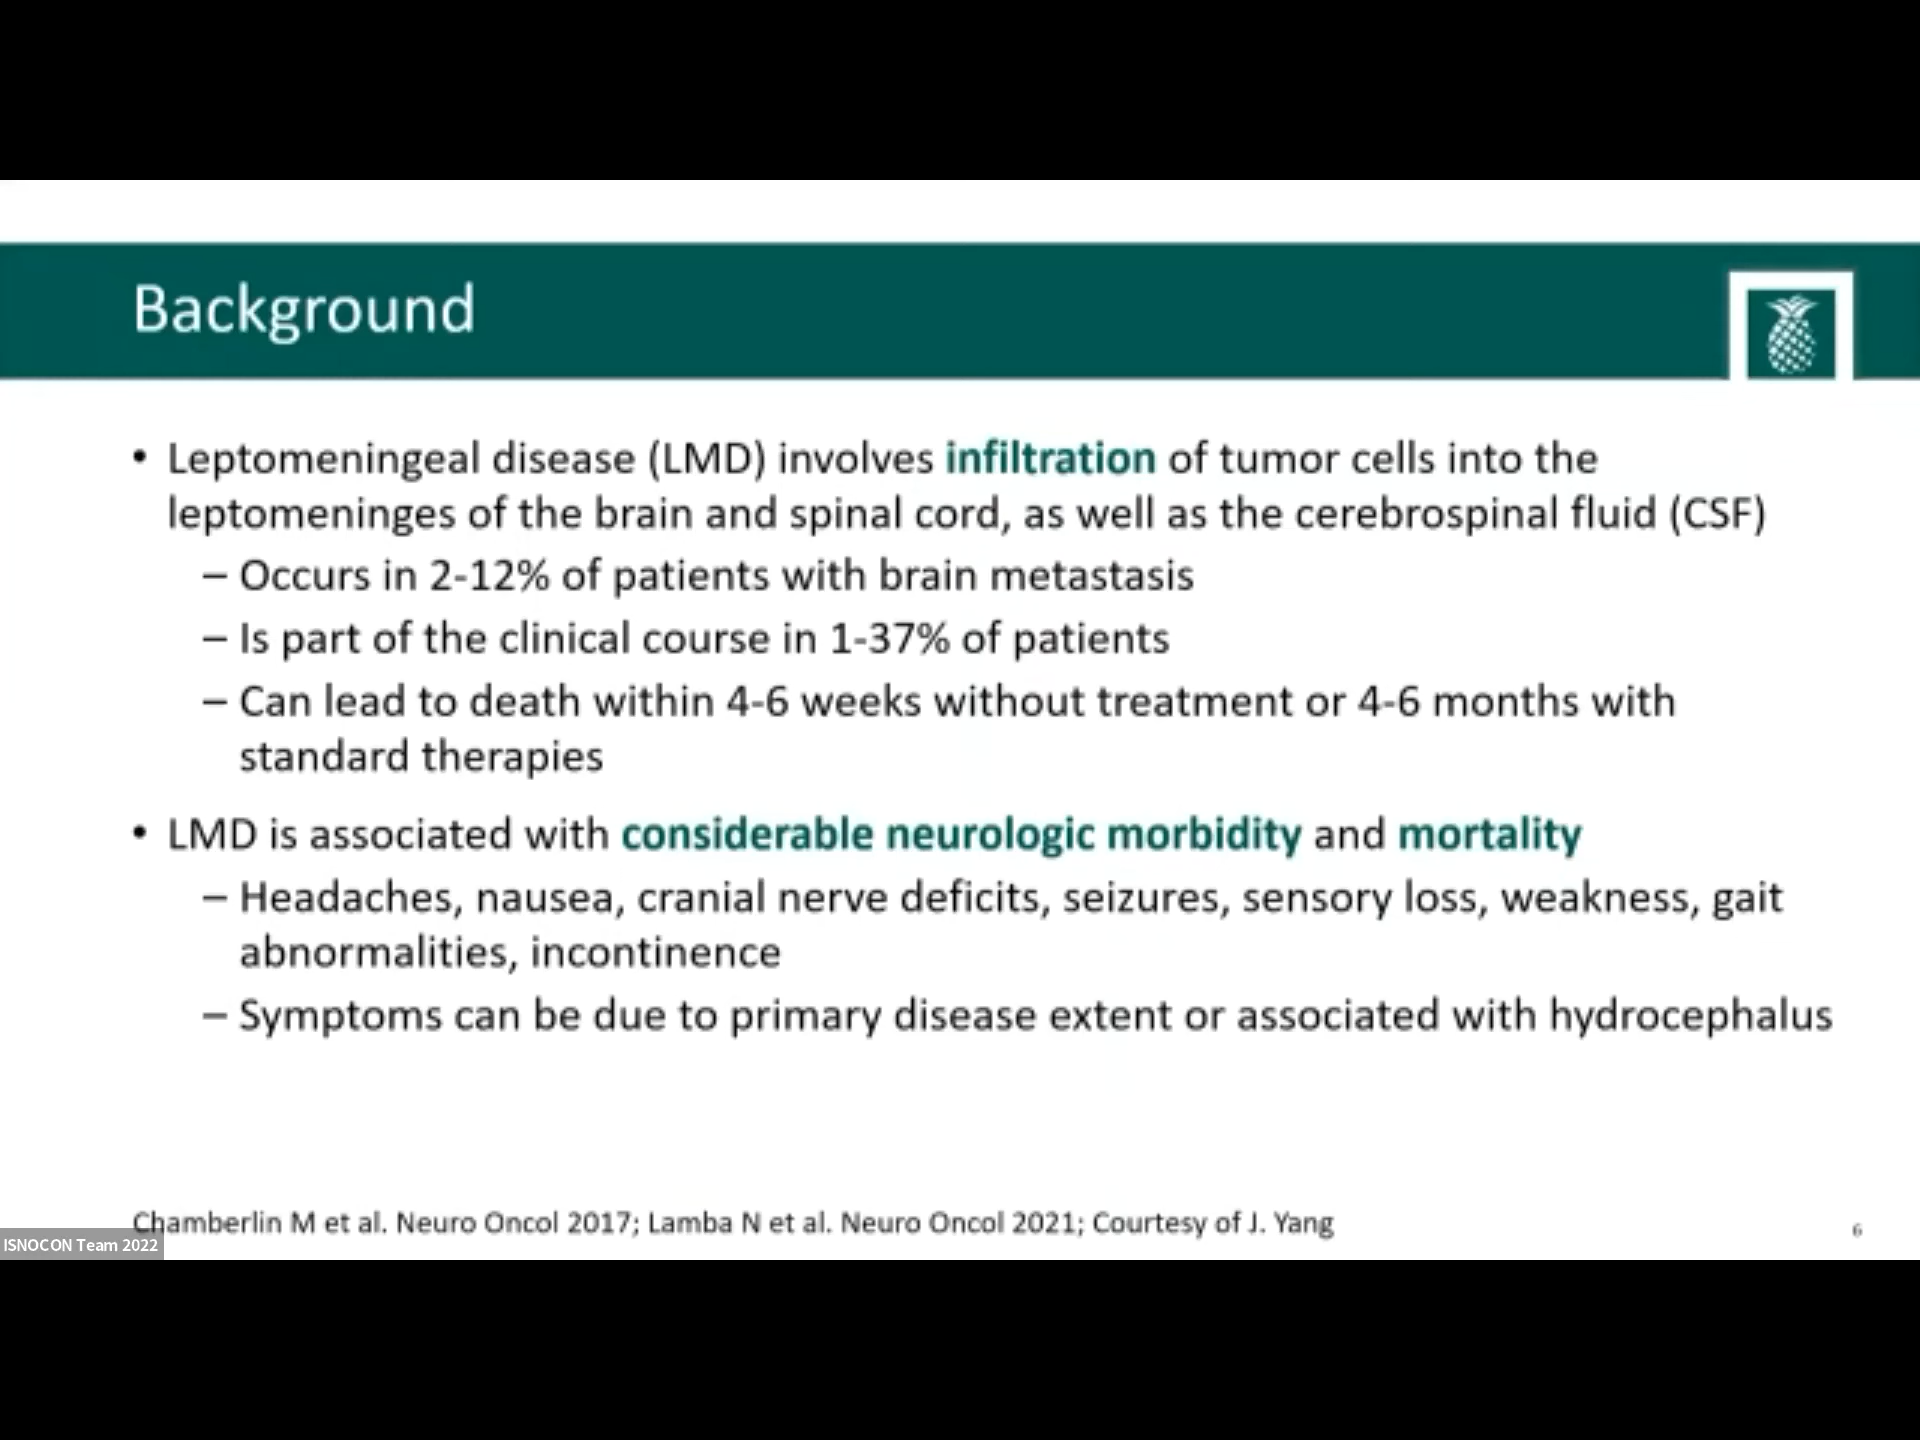 Background
• Leptomeningeal disease (LMD) involves infiltration of tumor cells into the
leptomeninges of the brain and spinal cord, as well as the cerebrospinal fluid (CSF)
– Occurs in 2-12% of patients with brain metastasis
– Is part of the clinical course in 1-37% of patients
– Can lead to death within 4-6 weeks without treatment or 4-6 months with
standard therapies
• LMD is associated with considerable neurologic morbidity and mortality
– Headaches, nausea, cranial nerve deficits, seizures, sensory loss, weakness, gait
abnormalities, incontinence
– Symptoms can be due to primary disease extent or associated with hydrocephalus
Chamberlin M et al. Neuro Oncol 2017; Lamba N et al. Neuro Oncol 2021; Courtesy of J. Yang
6
ISNOCON Team 2022